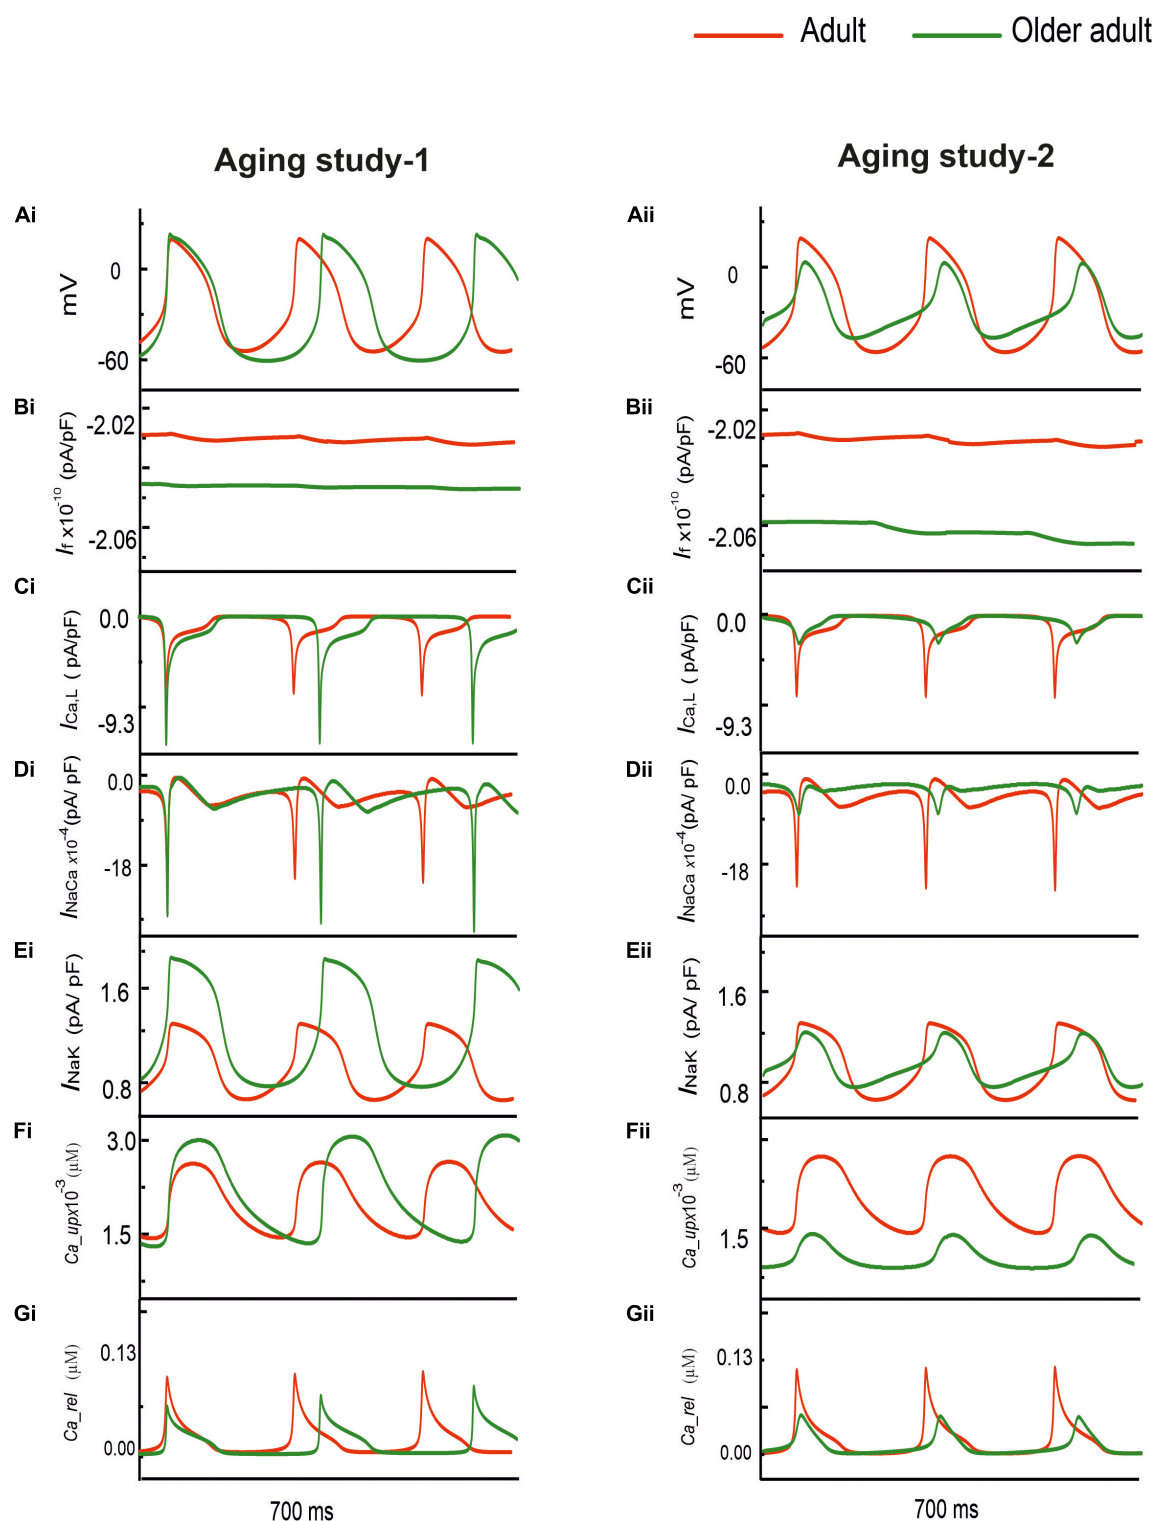 Adult Older adult
Aging study-1 Aging study-2
Ai
mV
0
-60
Aii
mV
0
-60
Bi
If x10-10 (pA/pF)
-2.02
-2.06
Bii
If x10-10 (pA/pF)
-2.02
-2.06
Ci
ICa,L ( pA/pF)
0.0
-9.3
Cii
ICa,L ( pA/pF)
0.0
-9.3
Di
INaCa x10-4(pA/ pF)
0.0
-18
Dii
INaCa x10-4(pA/ pF)
0.0
-18
Ei
INaK (pA/ pF)
1.6
0.8
Eii
INaK (pA/ pF)
1.6
0.8
Fi
Ca_upx10-3 (μM)
3.0
1.5
Fii
Ca_upx10-3 (μM)
1.5
Gi
Ca_rel (μM)
0.13
0.00
Gii
Ca_rel (μM)
0.13
0.00
700 ms 700 ms